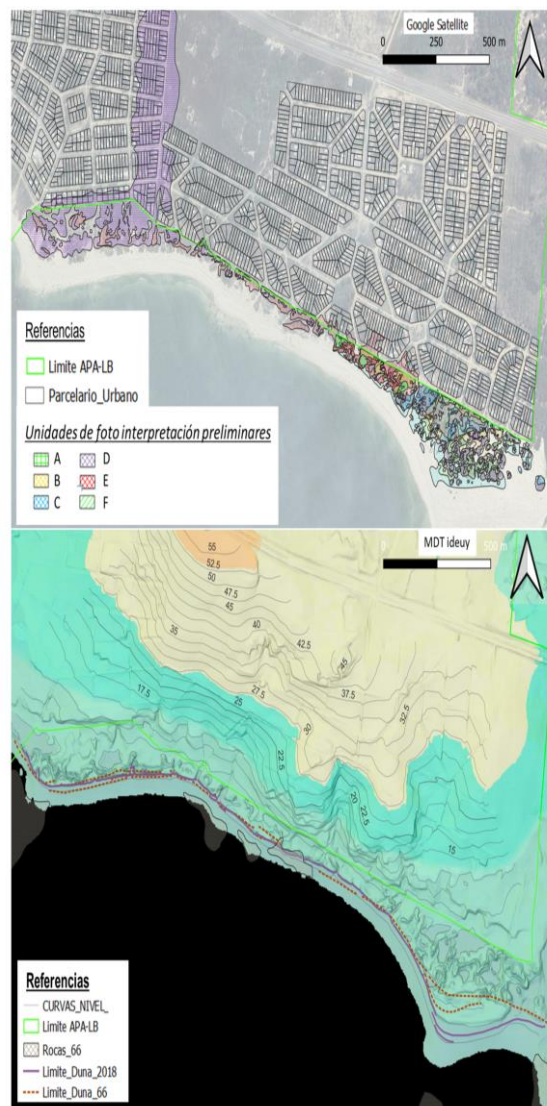 Google Satellite
0 250 500 m
Referencias
Limite APA-LB
Parcelario_Urbano
Unidades de foto interpretación preliminares
A D
B E
C F
MDT ideuy
0 500 m
55
52.5
50
47.5
45
40
42.5
35
45
37.5
27.5
32.5
25
30
17.5
22.5
20
22.5
15
Referencias
CURVAS_NIVEL_
Limite APA-LB
Rocas_66
Limite_Duna_2018
Limite_Duna_66